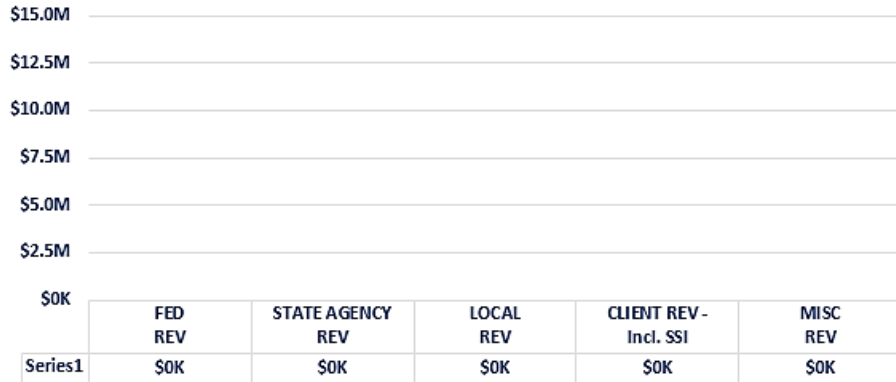 $15.0M
$12.5M
$10.0M
$7.5M
$5.0M
$2.5M
$0K
FED STATE AGENCY LOCAL CLIENT REV - MISC
REV REV REV Incl. SSI REV
Series1 $0K $0K $0K $0K $0K